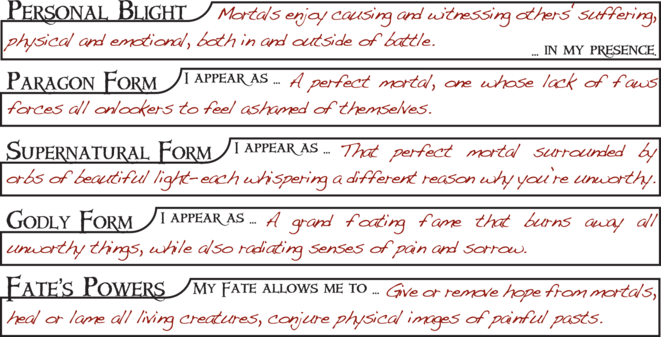 PERSONAL BLIGHT Mortals enjoy causing and witnessing others' suffering,
physical and emotional, both in and outside of battle.
... IN MY PRESENCE.
PARAGON FORM I APPEAR AS ... A perfect mortal, one whose lack of faws
forces all onlookers to feel ashamed of themselves.
SUPERNATURAL FORM I APPEAR AS ... That perfect mortal surrounded by
orbs of beautiful light-each whispering a different reason why you're unworthy.
GODLY FORM I APPEAR AS ... A grand foating fame that burns away all
unworthy things, while also radiating senses of pain and sorrow.
FATE'S POWERS MY FATE ALLOWS ME TO ... Give or remove hope from mortals,
heal or lame all living creatures, conjure physical images of painful pasts.